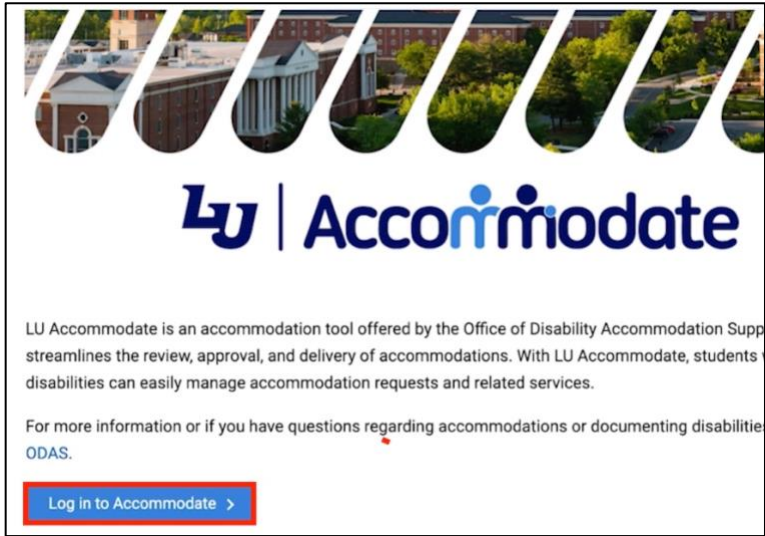 LU | Accommodate
LU Accommodate is an accommodation tool offered by the Office of Disability Accommodation
streamlines the review, approval, and delivery of accommodations. With LU Accommodate, students
disabilities can easily manage accommodation requests and related services.
For more information or if you have questions regarding accommodations or documenting
ODAS.
Log in to Accommodate >